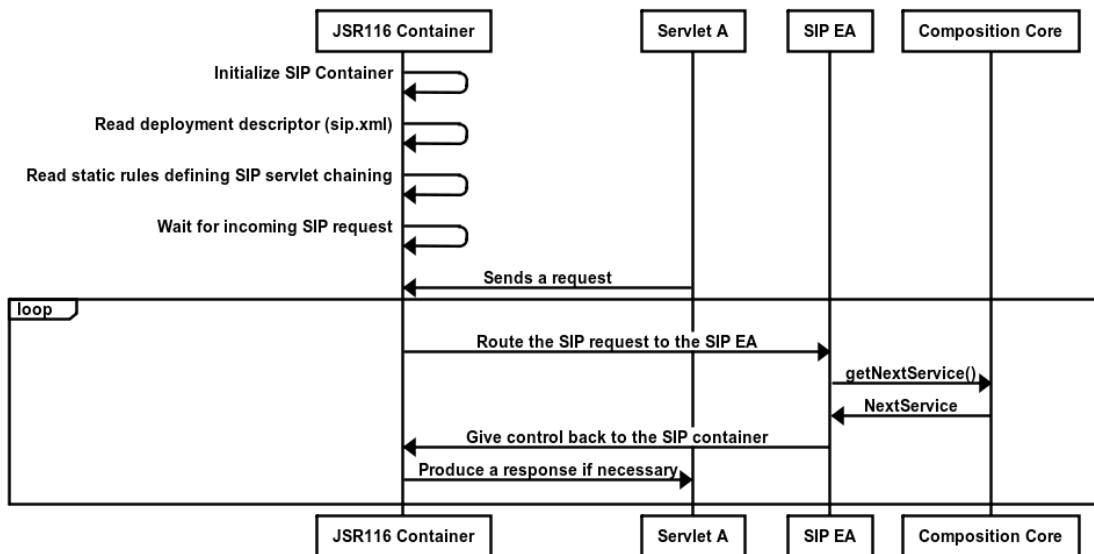 JSR116 Container
Servlet A
SIP EA
Composition Core
Initialize SIP Container
Read deployment descriptor (sip.xml)
Read static rules defining SIP servlet chaining
Wait for incoming SIP request
Sends a request
loop
Route the SIP request to the SIP EA
getNextService()
NextService
Give control back to the SIP container
Produce a response if necessary
JSR116 Container
Servlet A
SIP EA
Composition Core